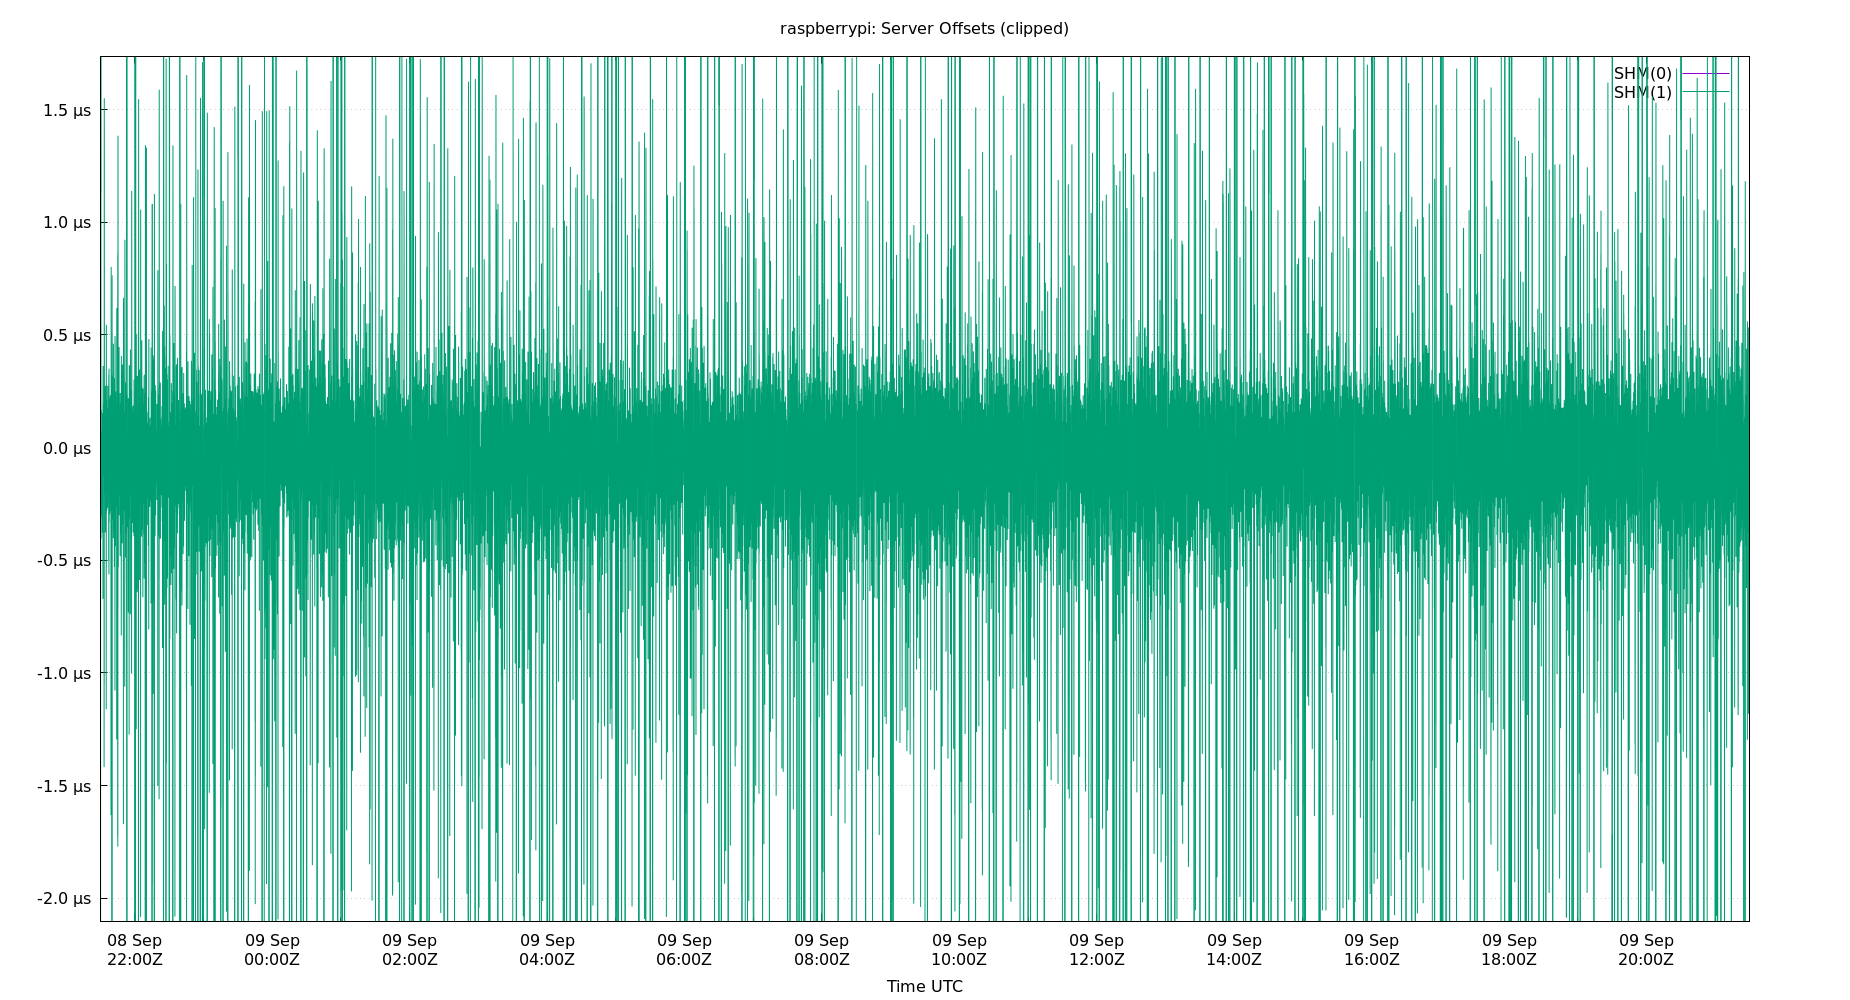 raspberrypi: Server Offsets (clipped)
SHM(0)
SHM(1)
1.5 µs
1.0 µs
0.5 µs
0.0 µs
-0.5 µs
-1.0 µs
-1.5 µs
-2.0 µs
08 Sep 09 Sep 09 Sep 09 Sep 09 Sep 09 Sep 09 Sep 09 Sep 09 Sep 09 Sep 09 Sep 09 Sep
22:00Z 00:00Z 02:00Z 04:00Z 06:00Z 08:00Z 10:00Z 12:00Z 14:00Z 16:00Z 18:00Z 20:00Z
Time UTC